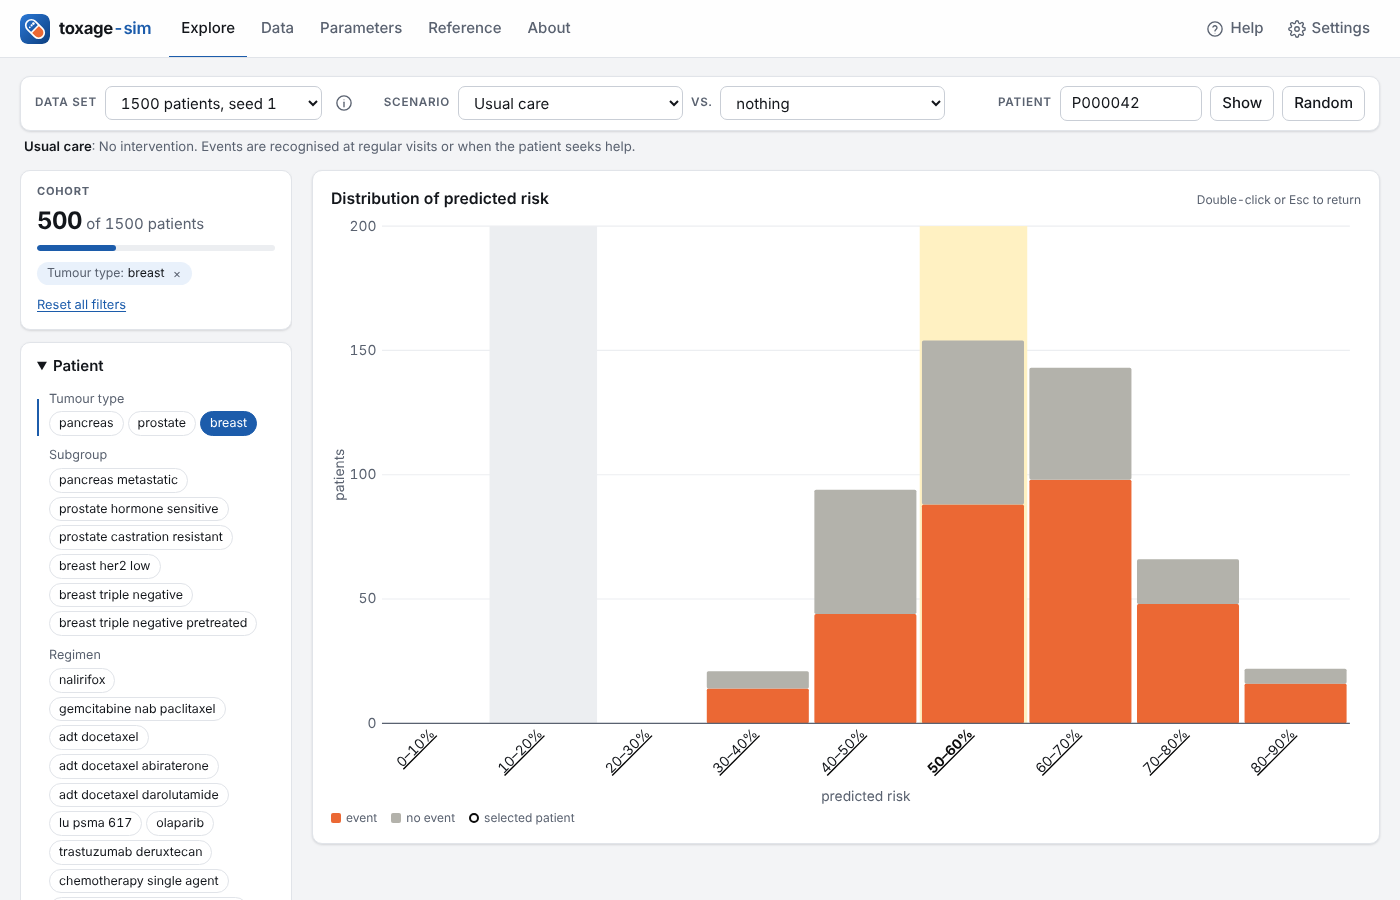 toxage-sim Explore Data Parameters Reference About Help Settings
DATA SET 1500 patients, seed 1 SCENARIO Usual care VS. nothing PATIENT P000042 Show Random
Usual care: No intervention. Events are recognised at regular visits or when the patient seeks help.
COHORT
500 of 1500 patients
Tumour type: breast ×
Reset all filters
Patient
Tumour type
pancreas prostate breast
Subgroup
pancreas metastatic
prostate hormone sensitive
prostate castration resistant
breast her2 low
breast triple negative
breast triple negative pretreated
Regimen
nalirifox
gemcitabine nab paclitaxel
adt docetaxel
adt docetaxel abiraterone
adt docetaxel darolutamide
lu psma 617 olaparib
trastuzumab deruxtecan
chemotherapy single agent
Distribution of predicted risk
Double-click or Esc to return
200
150
100
50
0
patients
0–10% 10–20% 20–30% 30–40% 40–50% 50–60% 60–70% 70–80% 80–90%
predicted risk
event no event selected patient